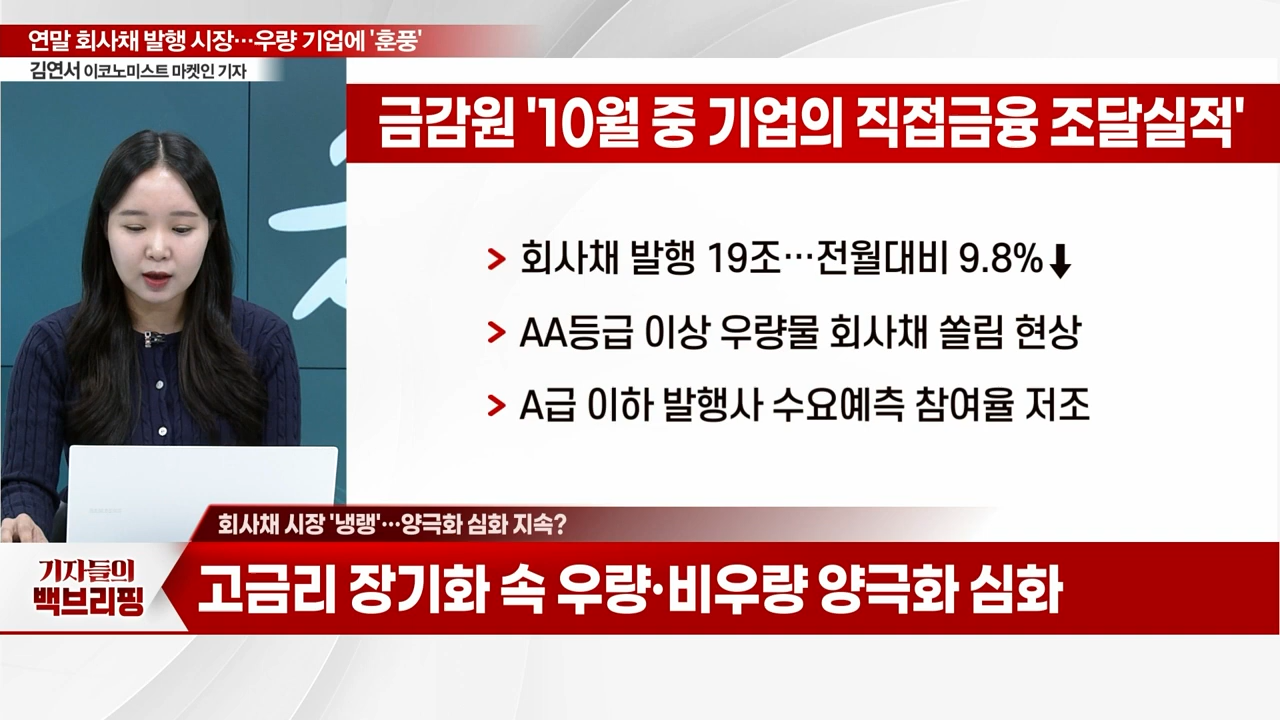 연말 회사채 발행 시장…우량 기업에 '훈풍'
김연서 이코노미스트 마켓인 기자
금감원 '10월 중 기업의 직접금융 조달실적'
> 회사채 발행 19조…전월대비 9.8%⬇
> AA등급 이상 우량물 회사채 쏠림 현상
> A급 이하 발행사 수요예측 참여율 저조
회사채 시장 '냉랭'…양극화 심화 지속?
기자들의
백브리핑
고금리 장기화 속 우량·비우량 양극화 심화